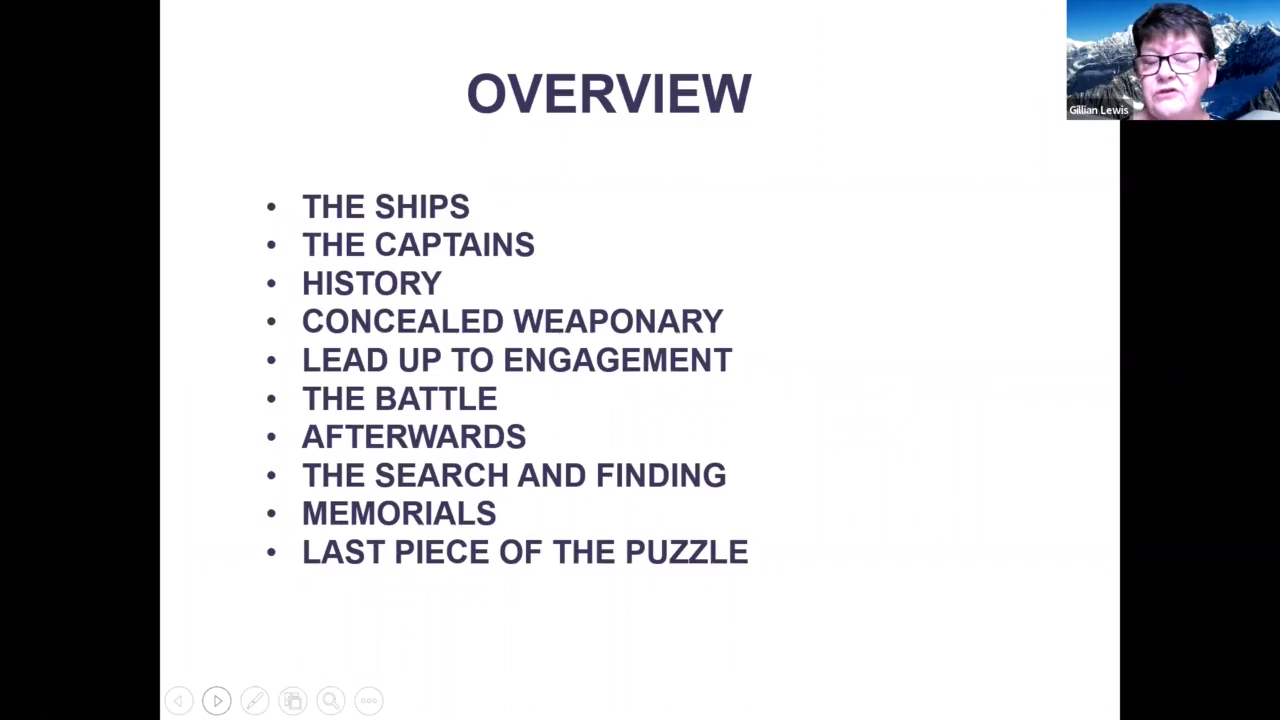 OVERVIEW
Gillian Lewis
• THE SHIPS
• THE CAPTAINS
• HISTORY
• CONCEALED WEAPONARY
• LEAD UP TO ENGAGEMENT
• THE BATTLE
• AFTERWARDS
• THE SEARCH AND FINDING
• MEMORIALS
• LAST PIECE OF THE PUZZLE